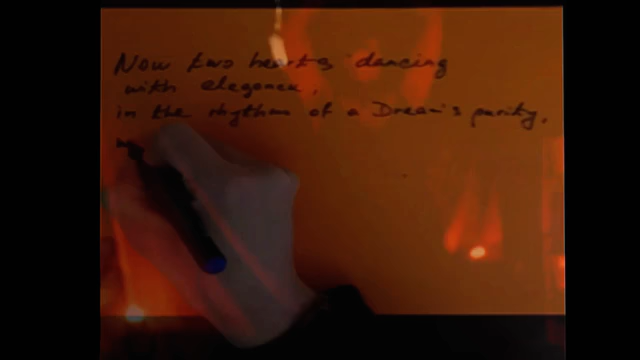 Now two hearts dancing
with elegance,
in the rhythm of a Dream's purity,